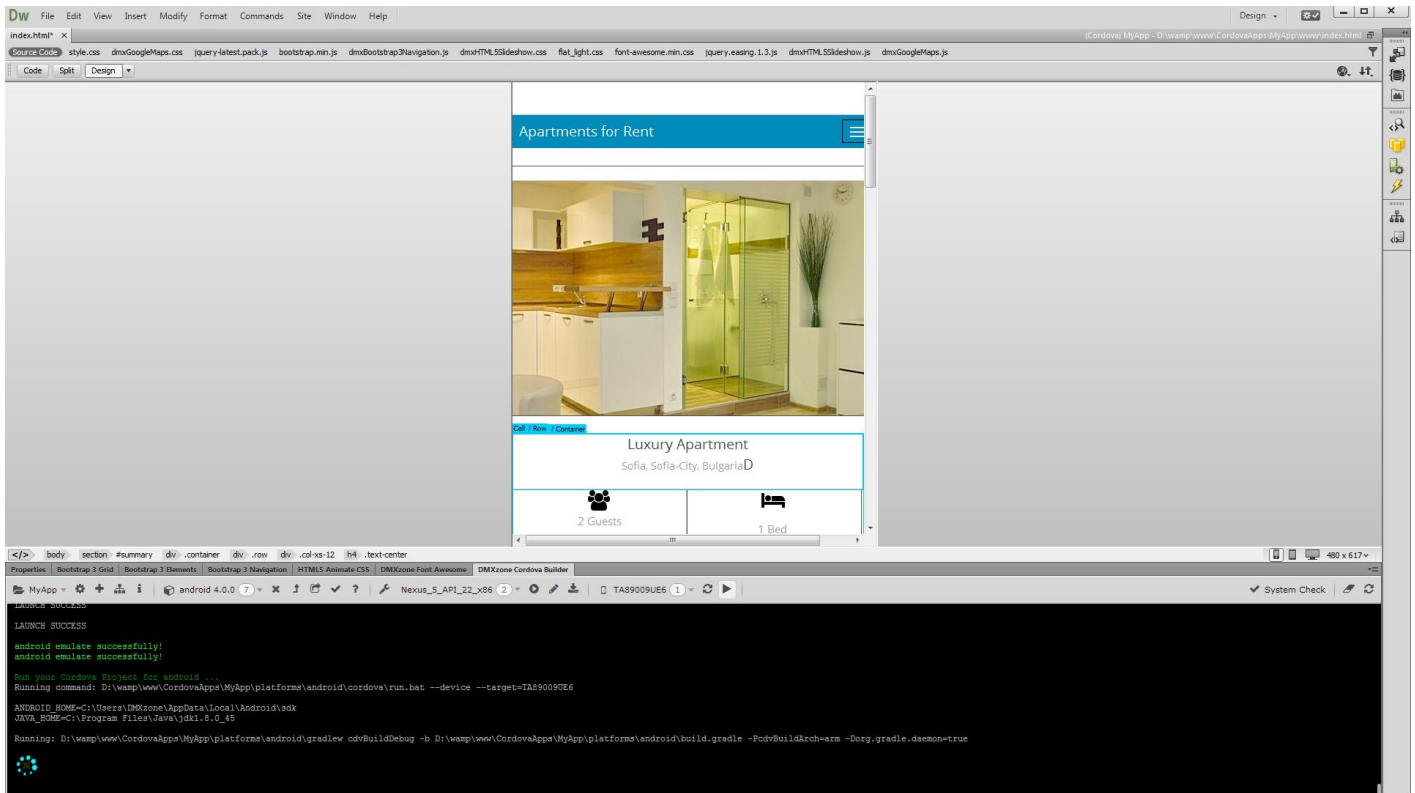 Dw File Edit View Insert Modify Format Commands Site Window Help Design
index.html* x (Cordova) MyApp - D:\wamp\www\CordovaApps\MyApp\www\index.html
Source Code style.css dmxGoogleMaps.css jquery-latest.pack.js bootstrap.min.js dmxBootstrap3Navigation.js dmxHTML5Slideshow.css flat_light.css font-awesome.min.css jquery.easing.1.3.js dmxHTML5Slideshow.js dmxGoogleMaps.js
Code Split Design
Apartments for Rent
Cell / Row / Container
Luxury Apartment
Sofia, Sofia-City, BulgariaD
2 Guests
1 Bed
</> body section #summary div .container div .row div .col-xs-12 h4 .text-center 480 x 617
Properties Bootstrap 3 Grid Bootstrap 3 Elements Bootstrap 3 Navigation HTML5 Animate CSS DMXzone Font Awesome DMXzone Cordova Builder
MyApp android 4.0.0 7 ? Nexus_5_API_22_x86 2 TA89009UE6 1 System Check
LAUNCH SUCCESS
LAUNCH SUCCESS
android emulate successfully!
android emulate successfully!
Run your Cordova Project for android ...
Running command: D:\wamp\www\CordovaApps\MyApp\platforms\android\cordova\run.bat --device --target=TA89009UE6
ANDROID_HOME=C:\Users\DMXzone\AppData\Local\Android\sdk
JAVA_HOME=C:\Program Files\Java\jdk1.8.0_45
Running: D:\wamp\www\CordovaApps\MyApp\platforms\android\gradlew cdvBuildDebug -b D:\wamp\www\CordovaApps\MyApp\platforms\android\build.gradle -PcdvBuildArch=arm -Dorg.gradle.daemon=true